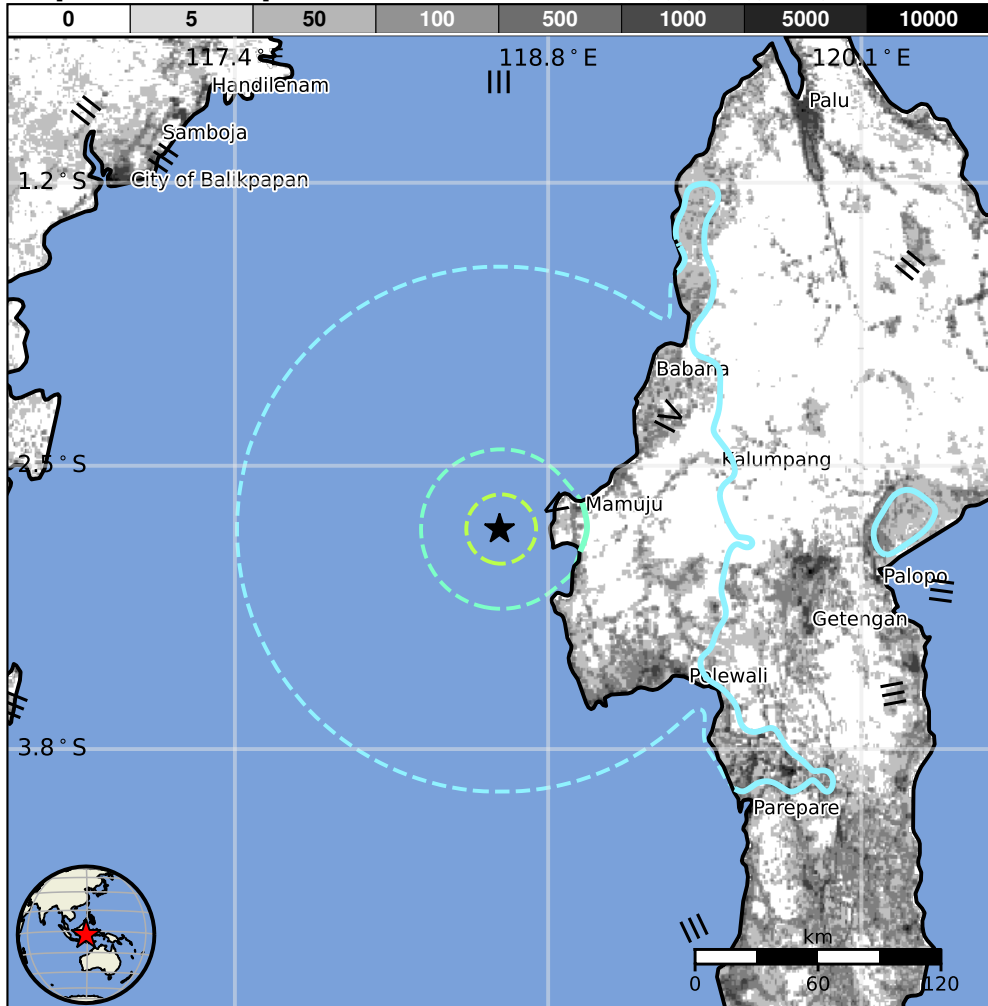 0 5 50 100 500 1000 5000 10000
117.4°E 118.8°E 120.1°E
Handilenam
III
Palu
III
Samboja
III
City of Balikpapan
1.2°S
III
Babana
IV
2.5°S
Kalumpang
V
Mamuju
Palopo
III
Getengan
Polewali
III
III
3.8°S
Parepare
III
km
0 60 120